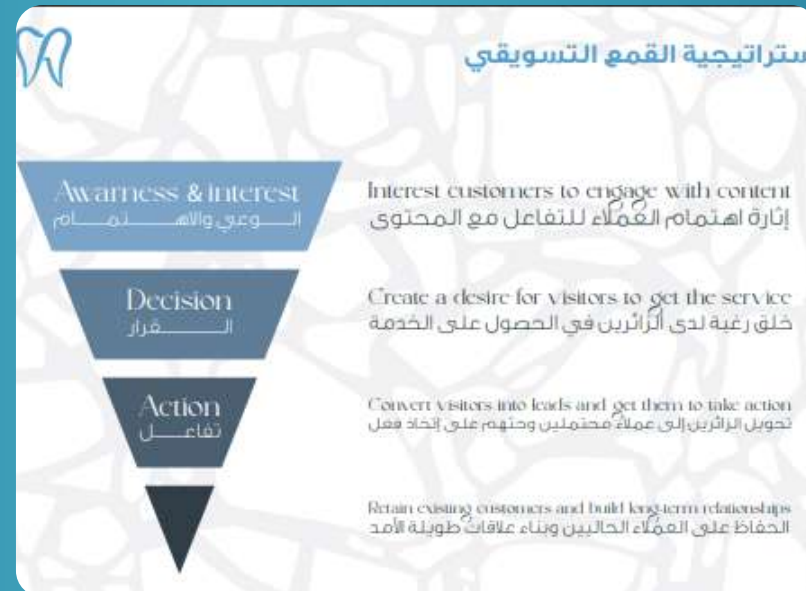 ستراتيجية القمع التسويقي
Awarness & interest
الوعي والاهتمام
Interest customers to engage with content
إثارة اهتمام العملاء للتفاعل مع المحتوى
Decision
القرار
Create a desire for visitors to get the service
خلق رغبة لدى الزائرين في الحصول على الخدمة
Action
تفاعل
Convert visitors into leads and get them to take action
تحويل الزائرين إلى عملاء محتملين وحثهم على إتخاذ فعل
Retain existing customers and build long-term relationships
الحفاظ على العملاء الحاليين وبناء علاقات طويلة الأمد